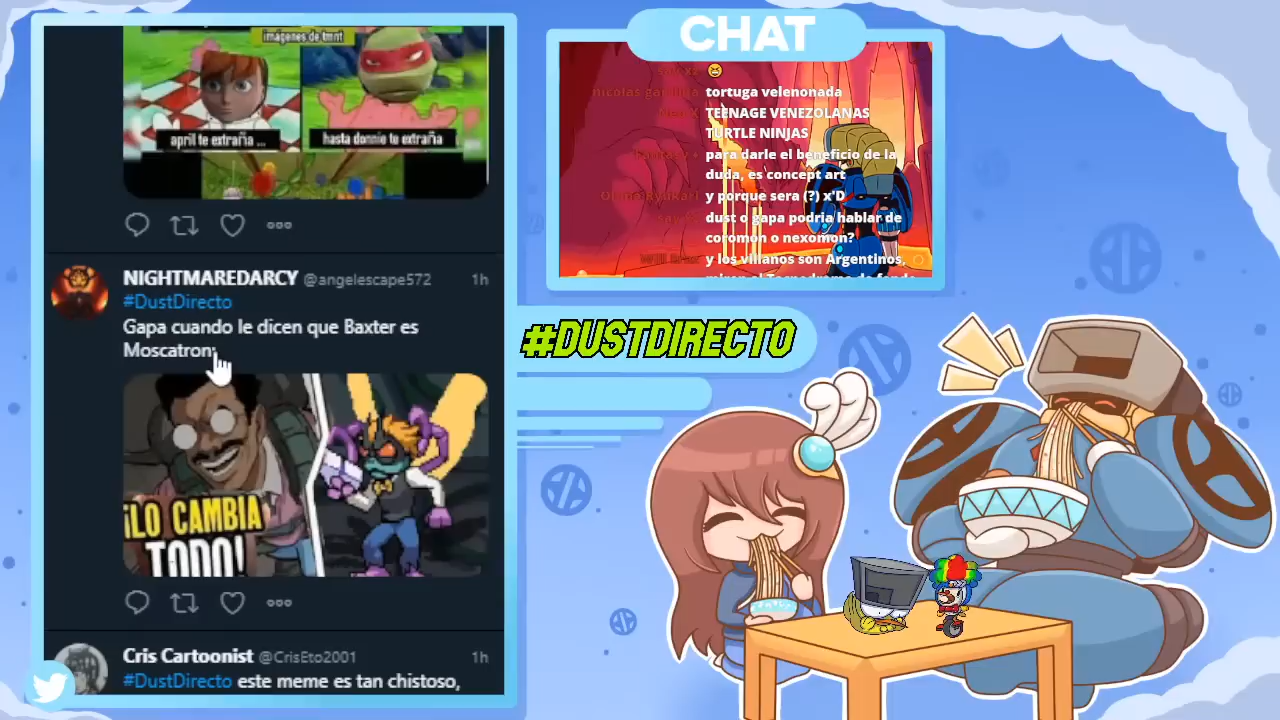 imágenes de tmnt
april te extraña ...
hasta donnie te extraña
NIGHTMAREDARCY @angelescape572 1h
#DustDirecto
Gapa cuando le dicen que Baxter es
Moscatron:
¡LO CAMBIA
TODO!
Cris Cartoonist @CrisEto2001 1h
#DustDirecto este meme es tan chistoso,
CHAT
tortuga velenonada
TEENAGE VENEZOLANAS
TURTLE NINJAS
para darle el beneficio de la
duda, es concept art
y porque sera (?) x'D
dust o gapa podria hablar de
coromon o nexomon?
y los villanos son Argentinos,
#DUSTDIRECTO